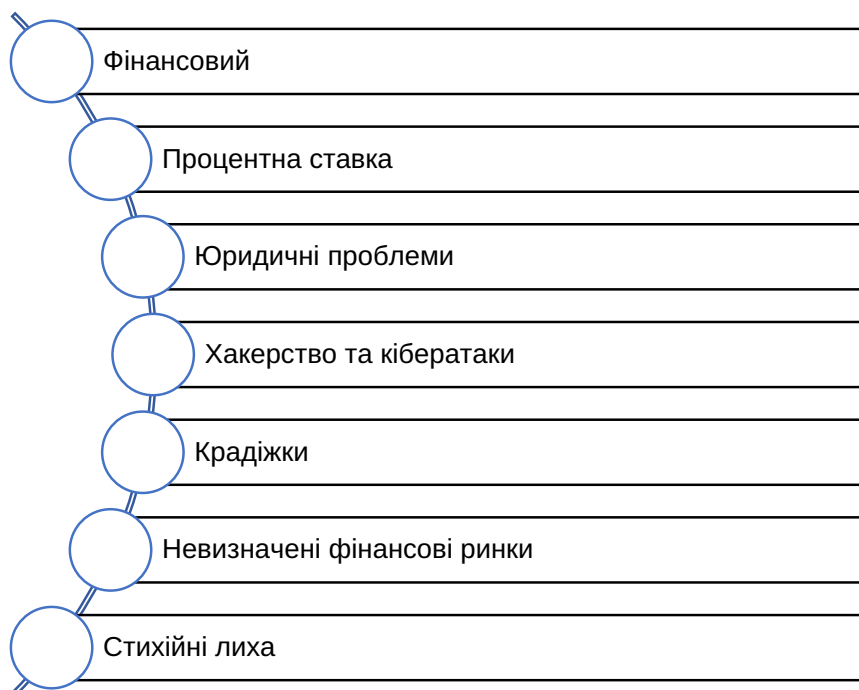 Фінансовий
Процентна ставка
Юридичні проблеми
Хакерство та кібератаки
Крадіжки
Невизначені фінансові ринки
Стихійні лиха